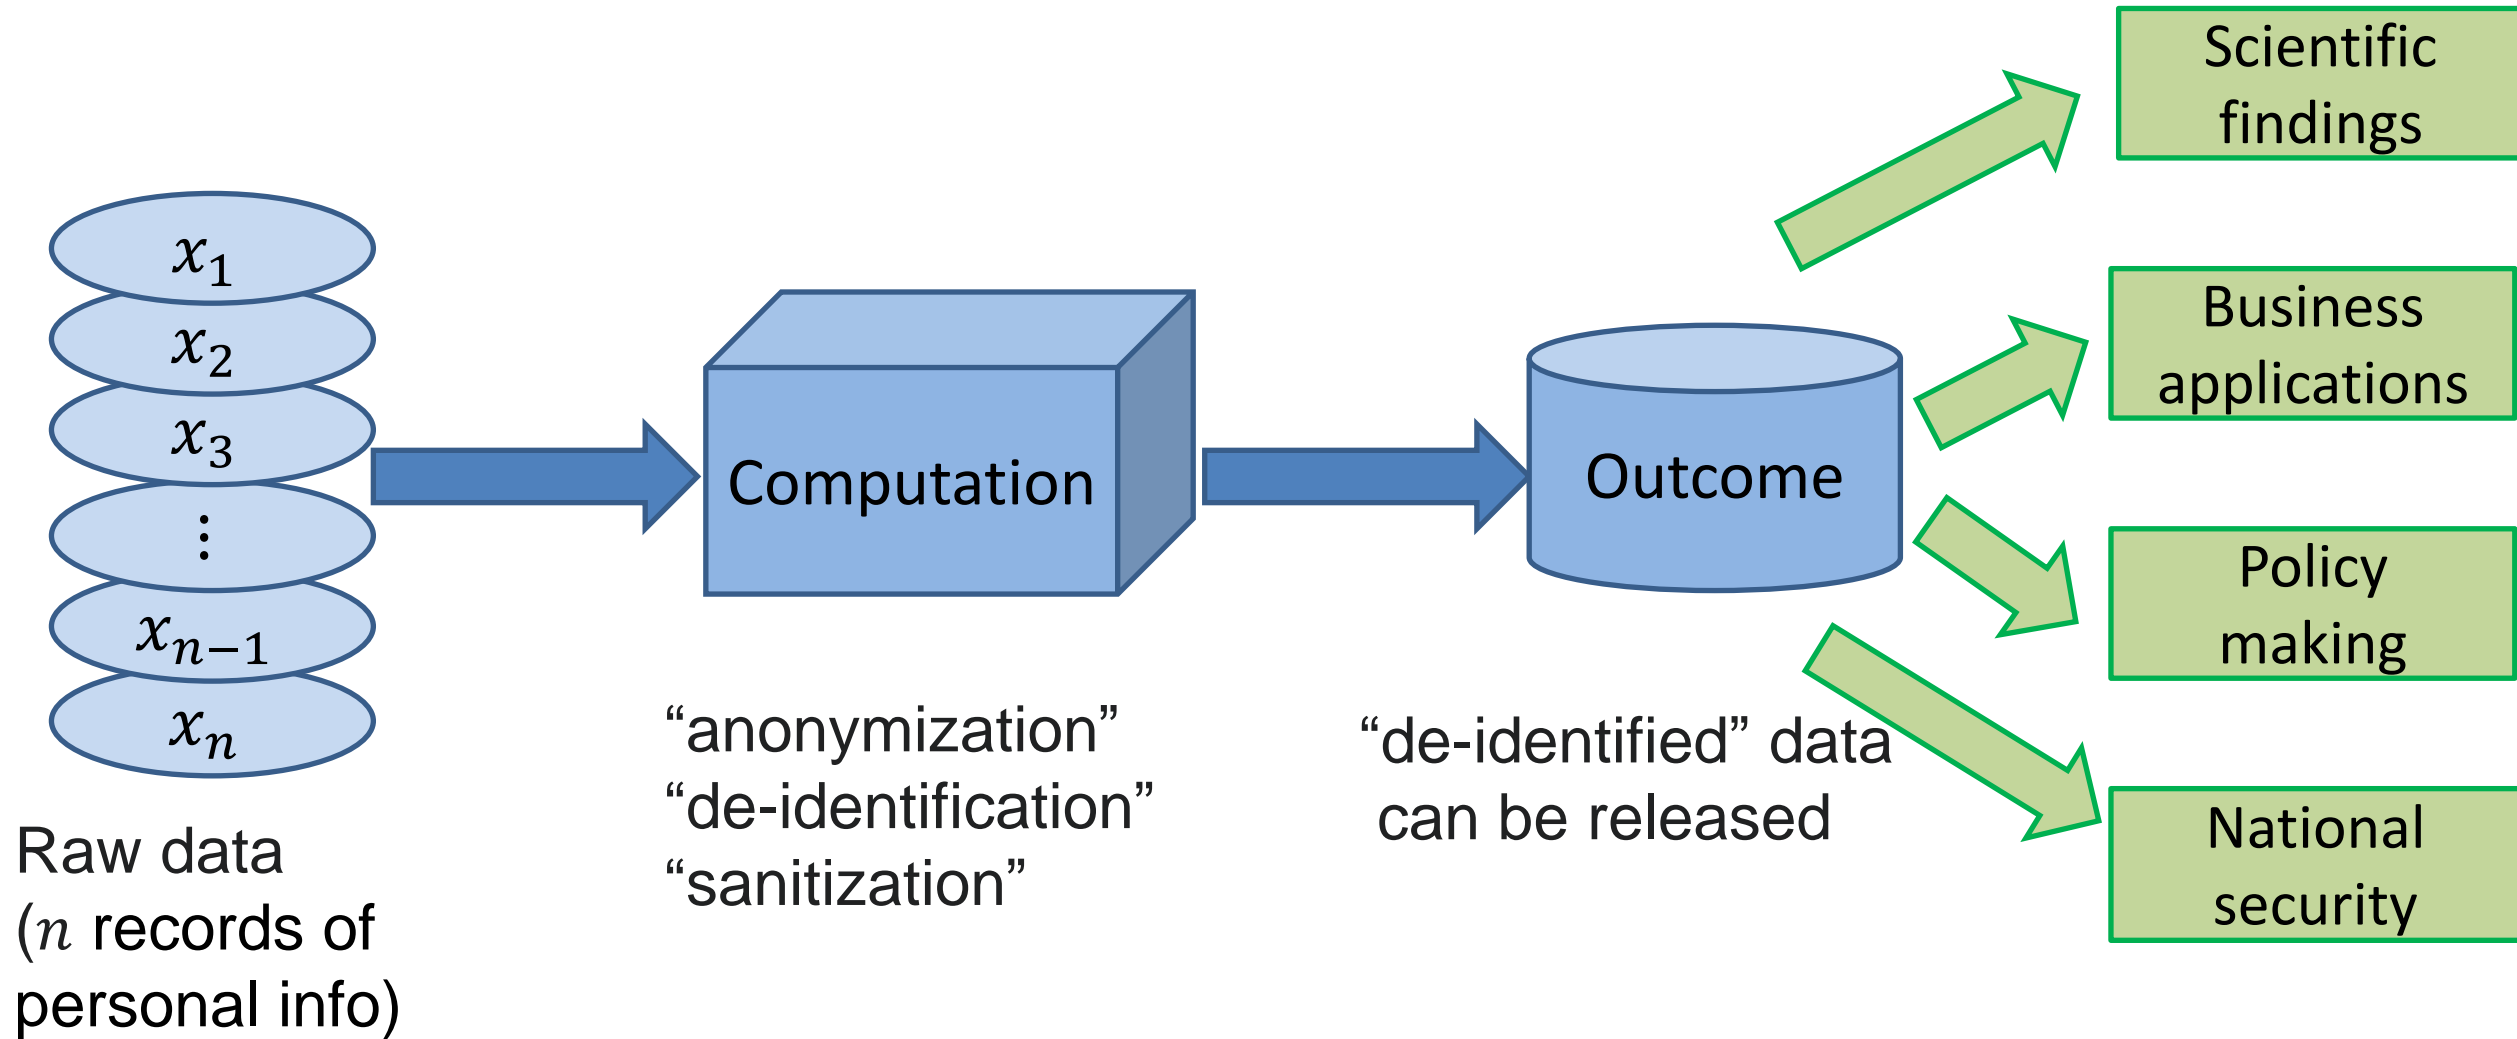 x₁
x₂
x₃
⋮
xₙ₋₁
xₙ
Raw data
(n records of
personal info)
Computation
“anonymization”
“de-identification”
“sanitization”
Outcome
“de-identified” data
can be released
Scientific
findings
Business
applications
Policy
making
National
security